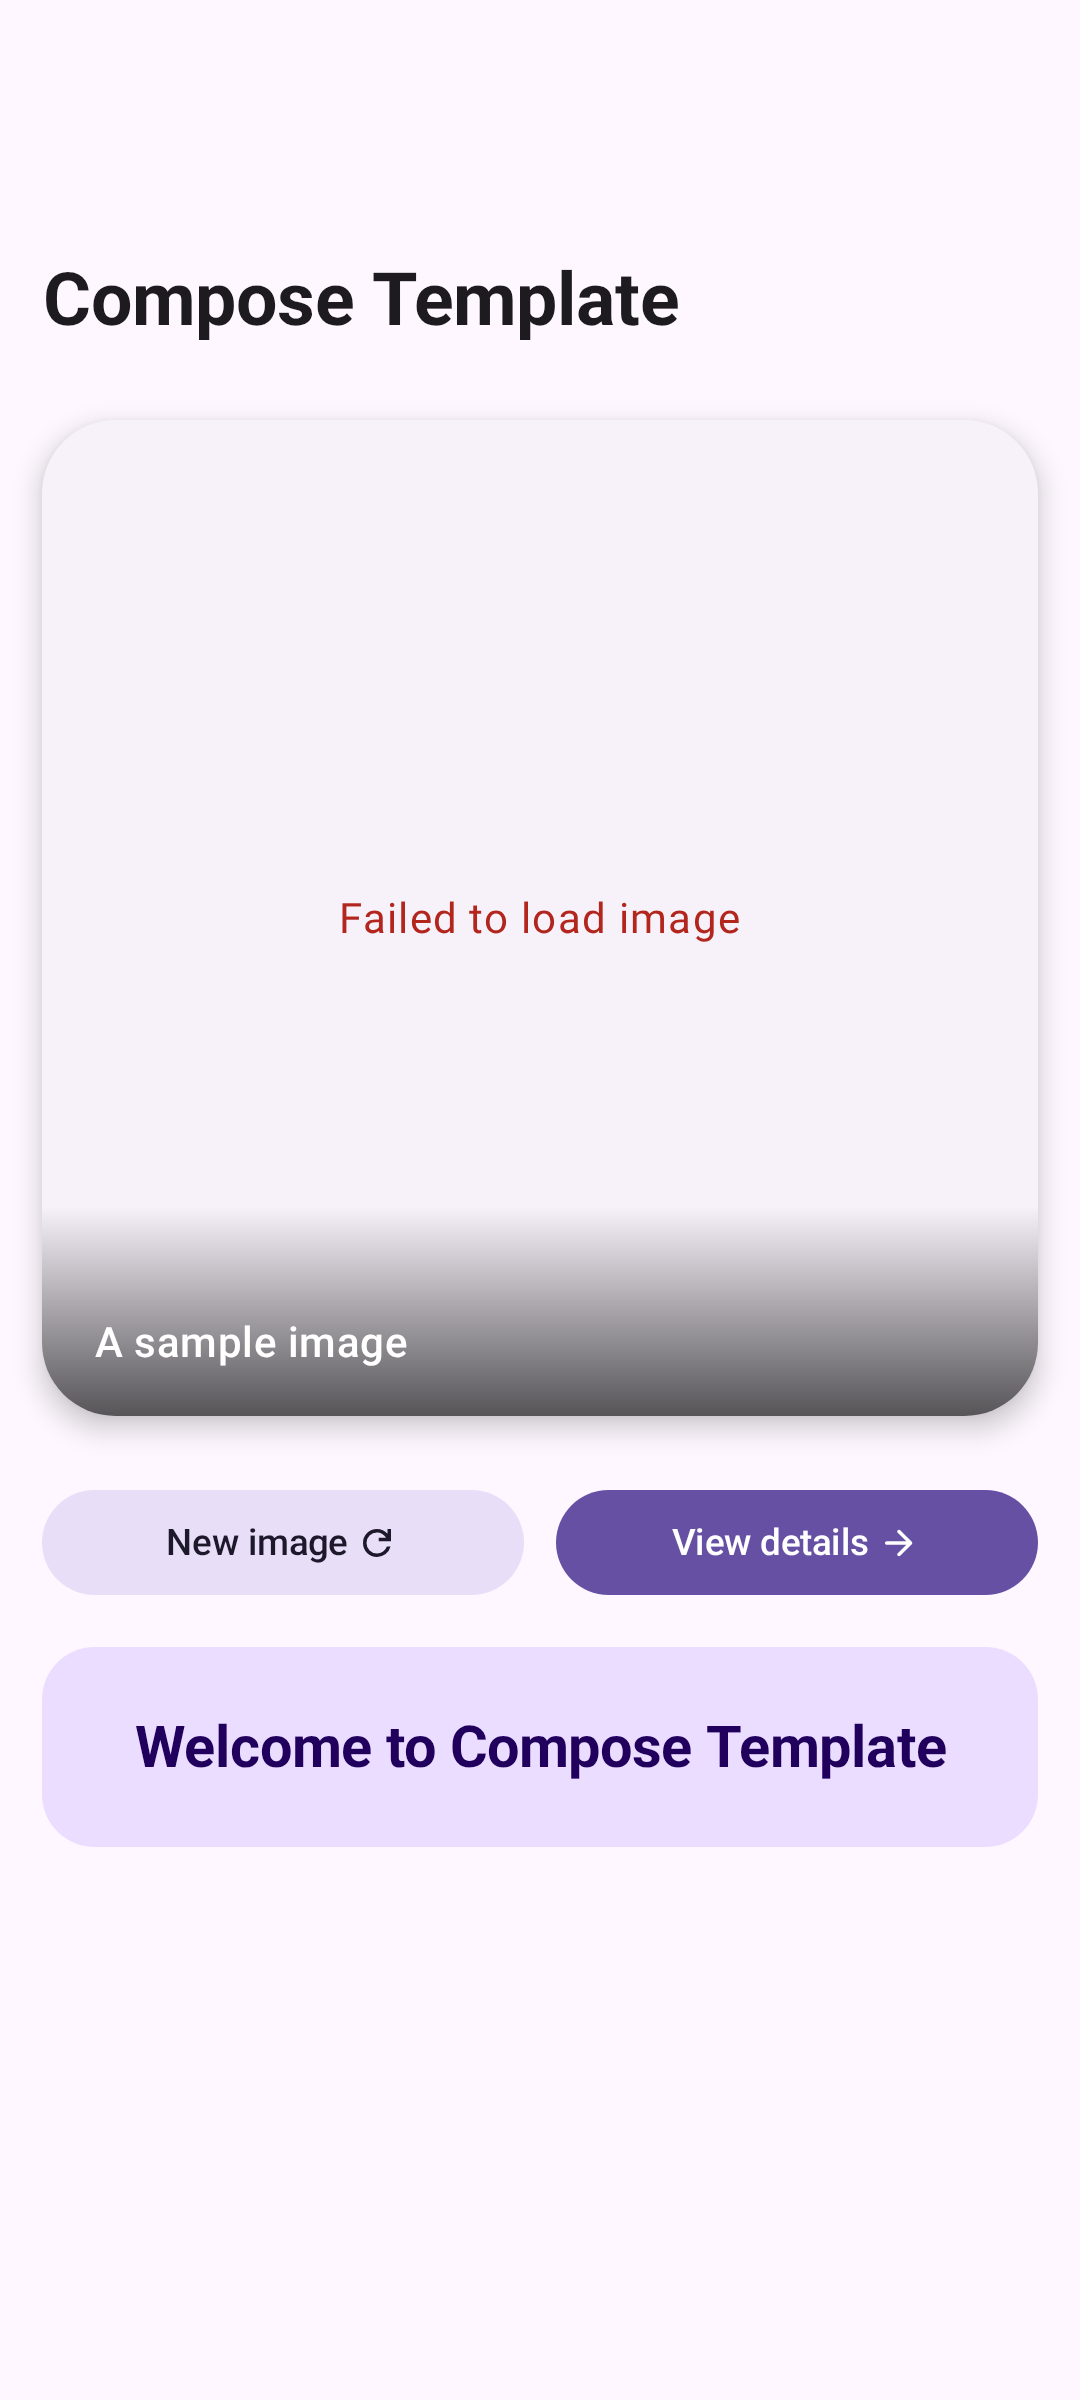 Compose Template
Failed to load image
A sample image
New image
View details
Welcome to Compose Template